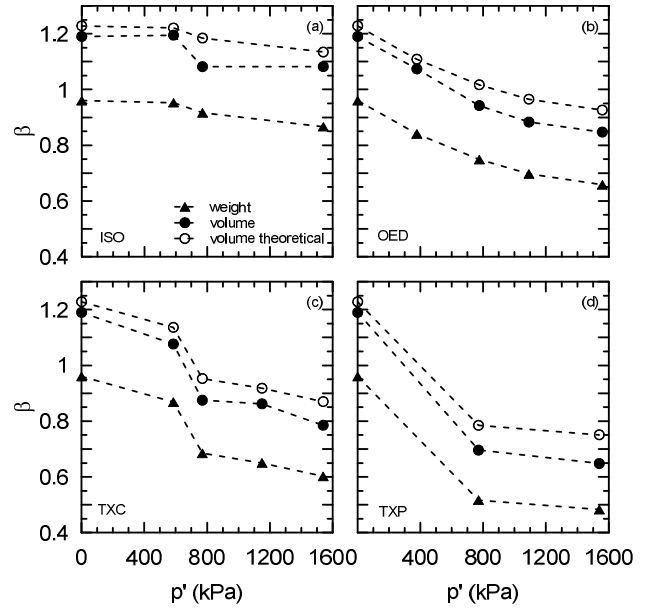 1.2
1
0.8
0.6
0.4
β
(a)
ISO
weight
volume
volume theoretical
(b)
OED
1.2
1
0.8
0.6
0.4
β
(c)
TXC
(d)
TXP
0 400 800 1200 1600
0 400 800 1200 1600
p' (kPa)
p' (kPa)